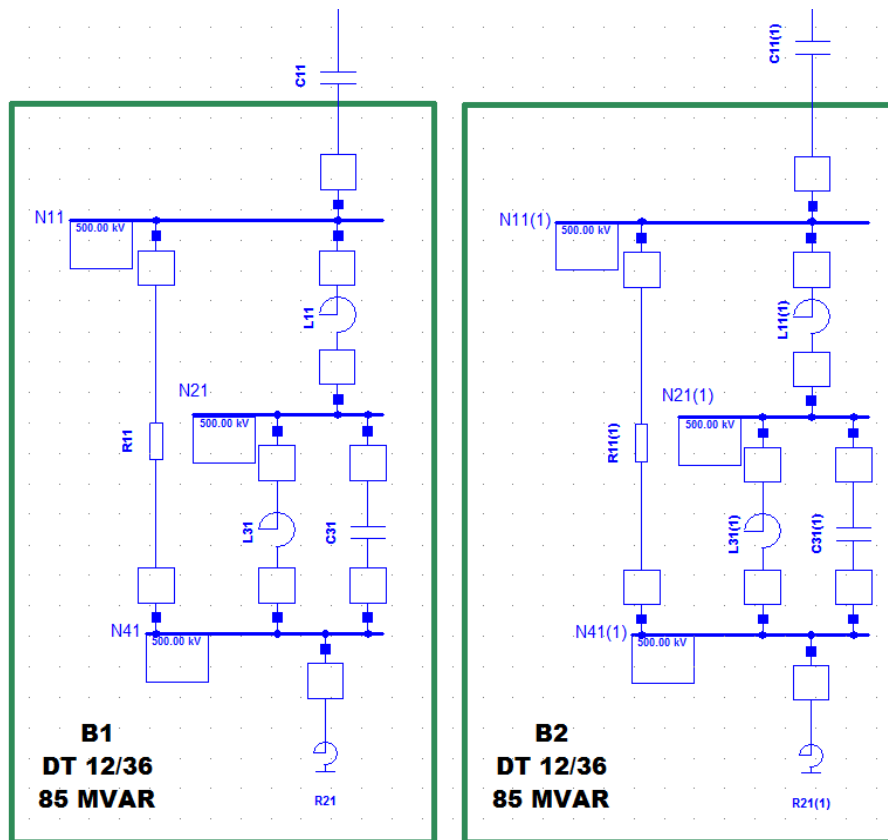 C11
N11
500.00 kV
L11
N21
500.00 kV
R11
L31
C31
N41
500.00 kV
B1
DT 12/36
85 MVAR
R21
C11(1)
N11(1)
500.00 kV
L11(1)
N21(1)
500.00 kV
R11(1)
L31(1)
C31(1)
N41(1)
500.00 kV
B2
DT 12/36
85 MVAR
R21(1)